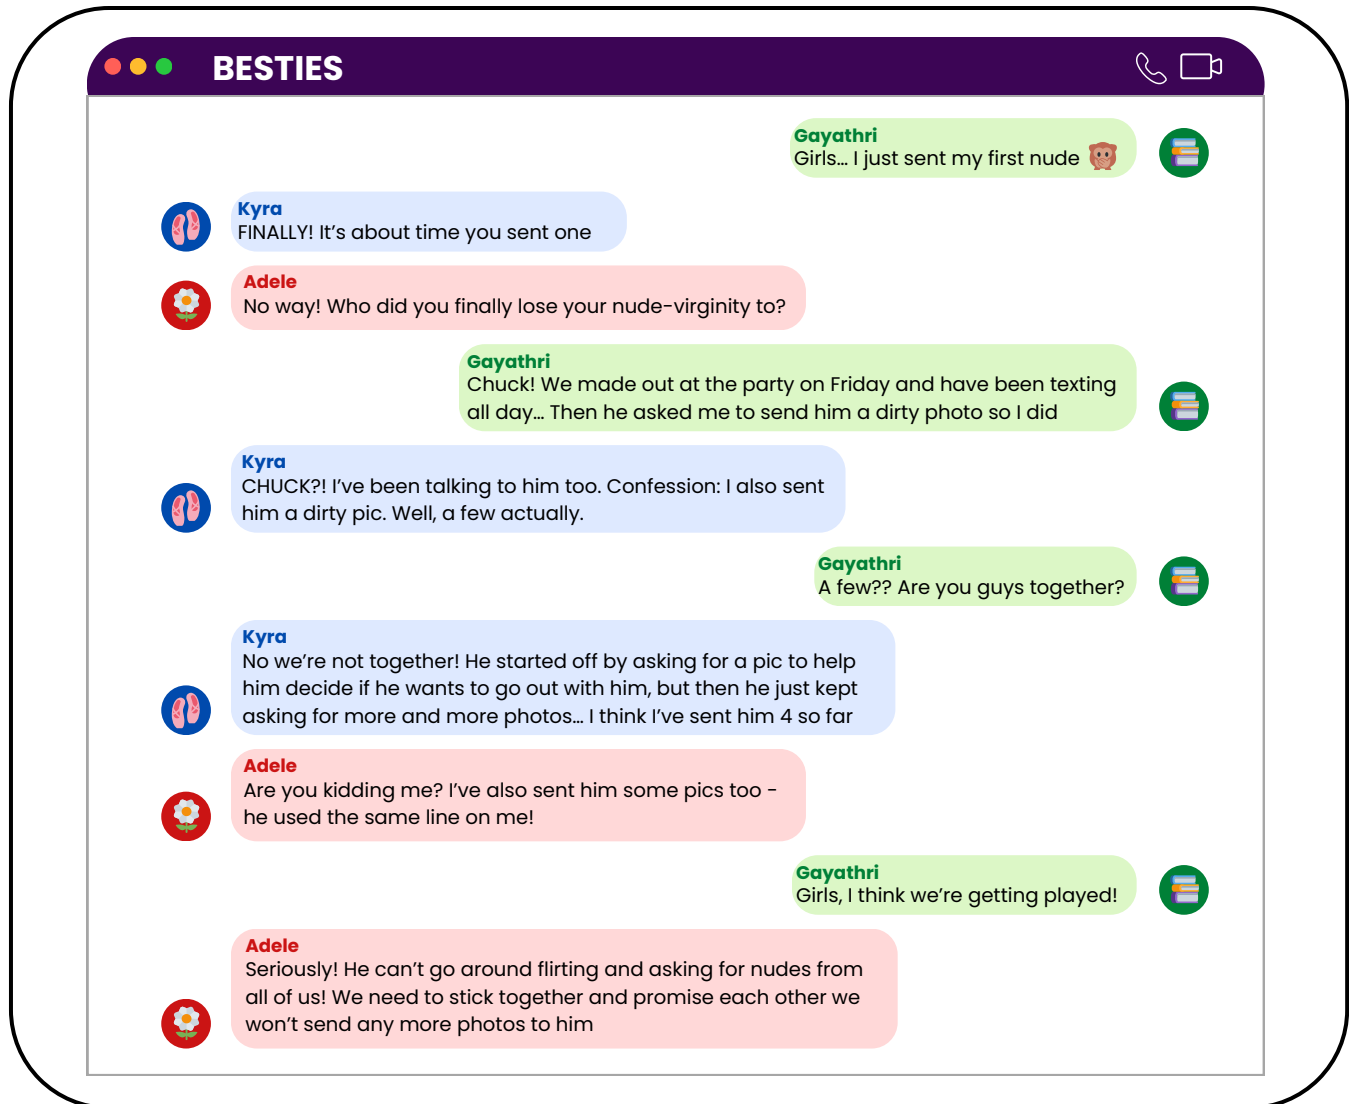 BESTIES
Gayathri
Girls... I just sent my first nude
Kyra
FINALLY! It's about time you sent one
Adele
No way! Who did you finally lose your nude-virginity to?
Gayathri
Chuck! We made out at the party on Friday and have been texting
all day... Then he asked me to send him a dirty photo so I did
Kyra
CHUCK?! I've been talking to him too. Confession: I also sent
him a dirty pic. Well, a few actually.
Gayathri
A few?? Are you guys together?
Kyra
No we're not together! He started off by asking for a pic to help
him decide if he wants to go out with him, but then he just kept
asking for more and more photos... I think I've sent him 4 so far
Adele
Are you kidding me? I've also sent him some pics too -
he used the same line on me!
Gayathri
Girls, I think we're getting played!
Adele
Seriously! He can't go around flirting and asking for nudes from
all of us! We need to stick together and promise each other we
won't send any more photos to him